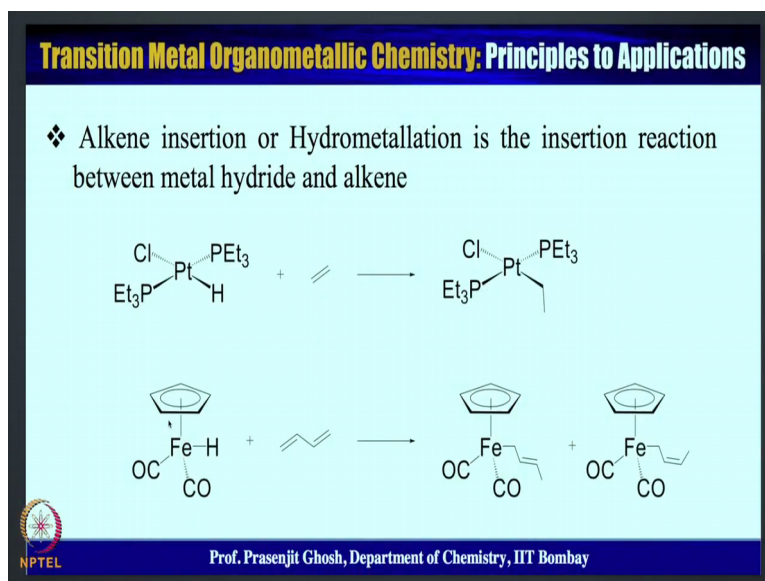 Transition Metal Organometallic Chemistry: Principles to Applications
❖ Alkene insertion or Hydrometallation is the insertion reaction
between metal hydride and alkene
Cl PEt₃ Cl PEt₃
Pt + Pt
Et₃P H Et₃P
Fe-H + Fe + Fe
OC CO OC CO OC CO
NPTEL
Prof. Prasenjit Ghosh, Department of Chemistry, IIT Bombay